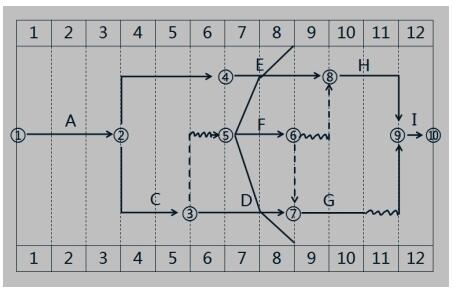 1 2 3 4 5 6 7 8 9 10 11 12
E H
④ ⑧
A F I
① ② ⑤ ⑥ ⑨ ⑩
C D G
③ ⑦
1 2 3 4 5 6 7 8 9 10 11 12